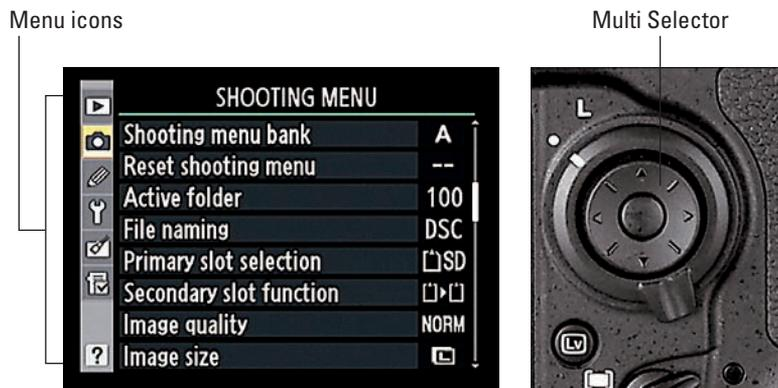 Menu icons
Multi Selector
SHOOTING MENU
Shooting menu bank A
Reset shooting menu --
Active folder 100
File naming DSC
Primary slot selection SD
Secondary slot function
Image quality NORM
Image size L
?
L
Lv